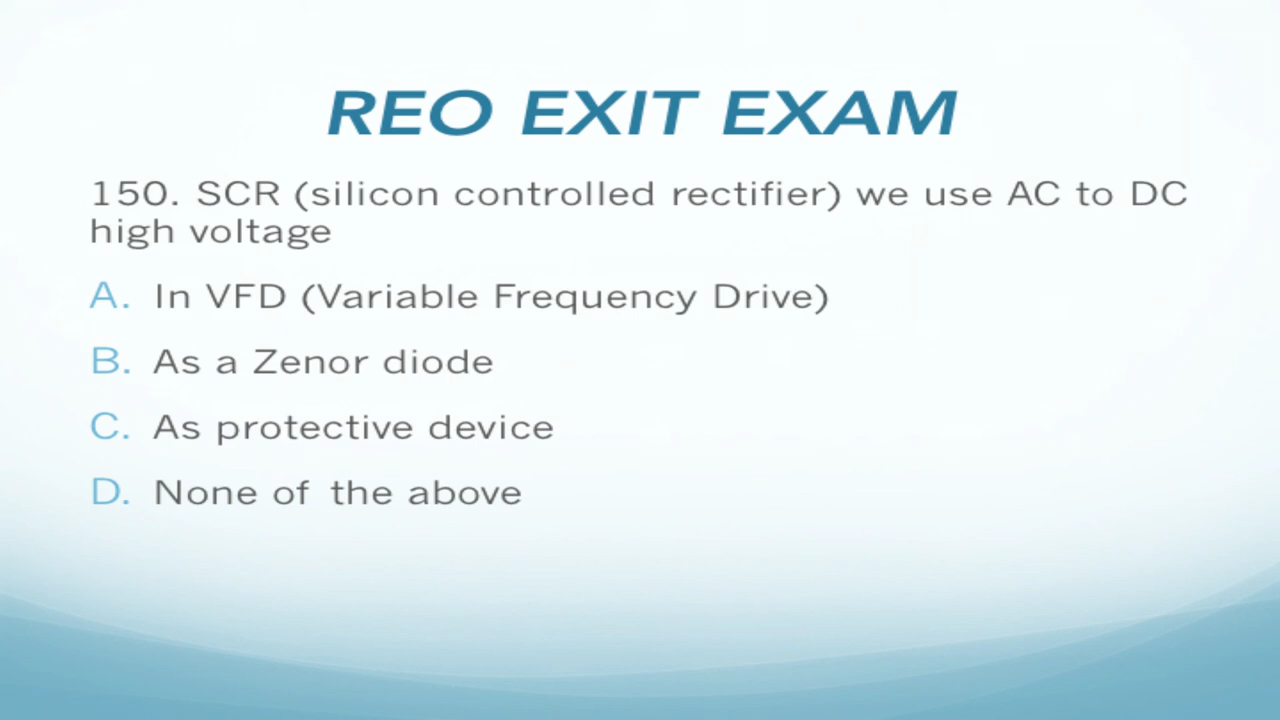 REO EXIT EXAM
150. SCR (silicon controlled rectifier) we use AC to DC
high voltage
A. In VFD (Variable Frequency Drive)
B. As a Zenor diode
C. As protective device
D. None of the above